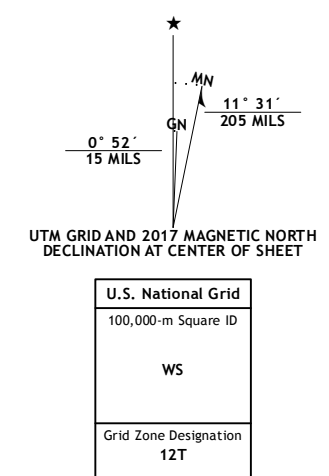 ★
MN
GN
11° 31´
205 MILS
0° 52´
15 MILS
UTM GRID AND 2017 MAGNETIC NORTH
DECLINATION AT CENTER OF SHEET
U.S. National Grid
100,000-m Square ID
WS
Grid Zone Designation
12T